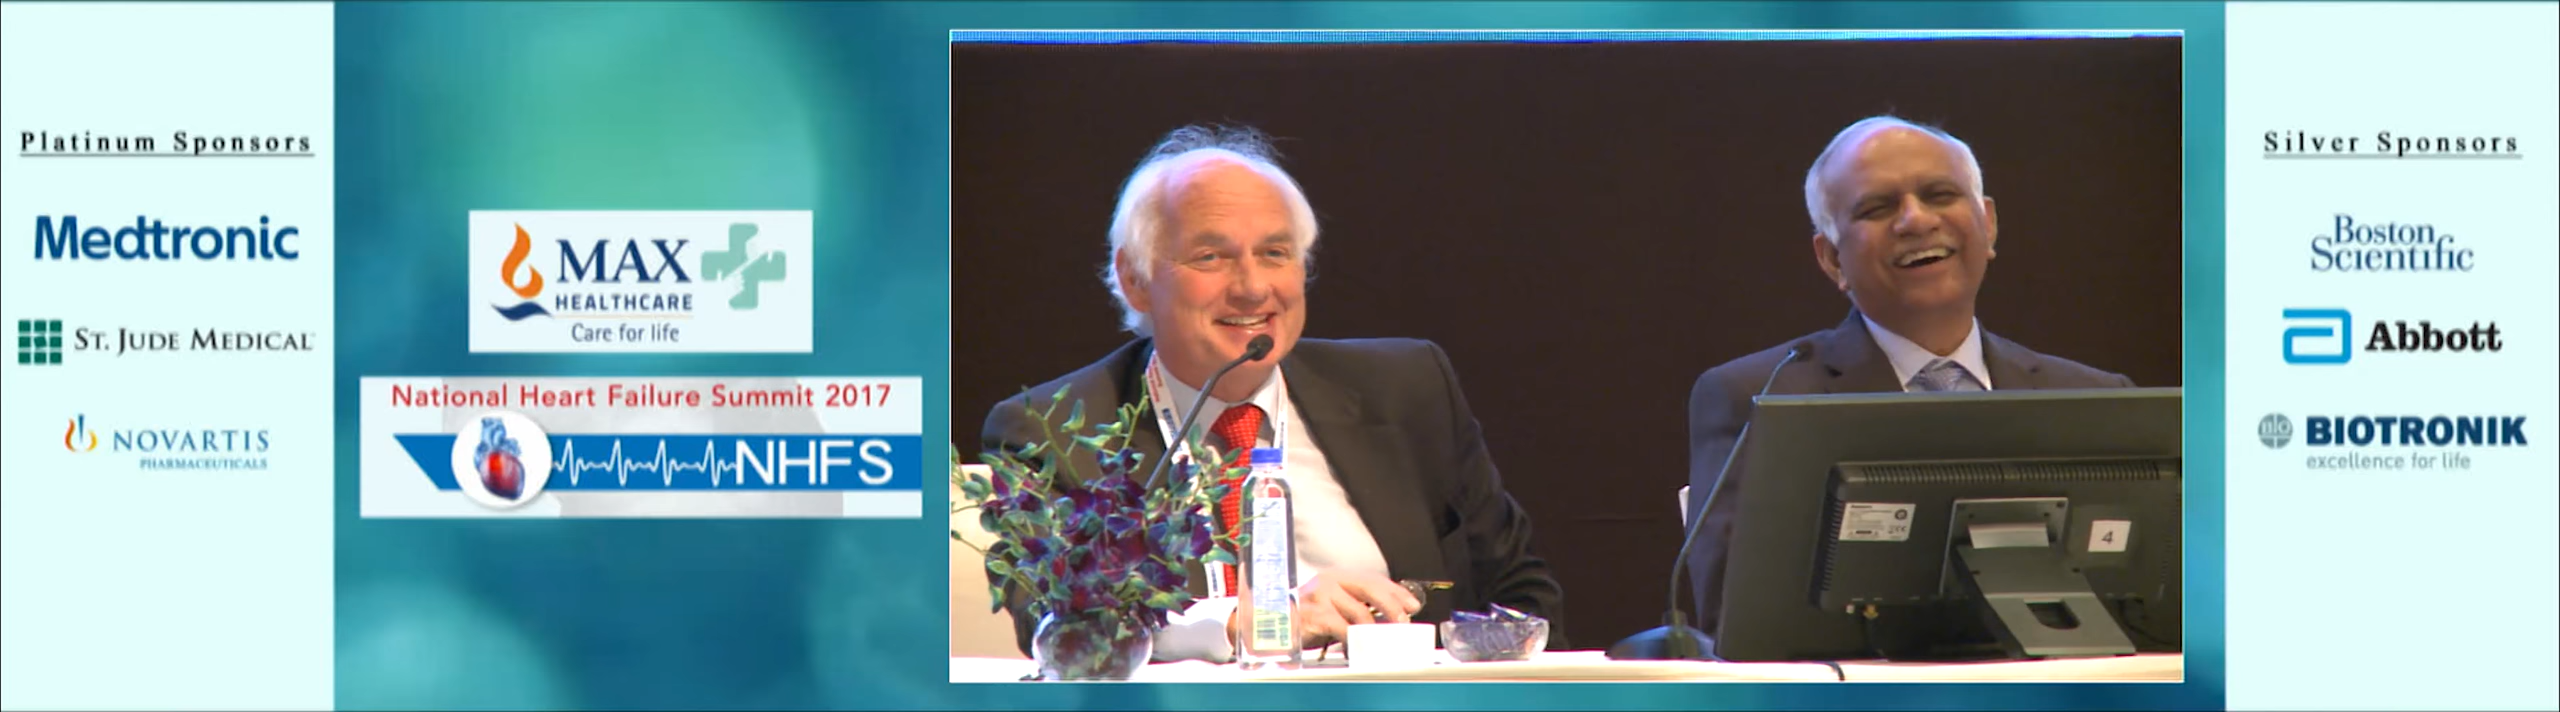 Platinum Sponsors
Medtronic
ST. JUDE MEDICAL
NOVARTIS
PHARMACEUTICALS
MAX
HEALTHCARE
Care for life
National Heart Failure Summit 2017
NHFS
4
Silver Sponsors
Boston
Scientific
Abbott
BIO
BIOTRONIK
excellence for life